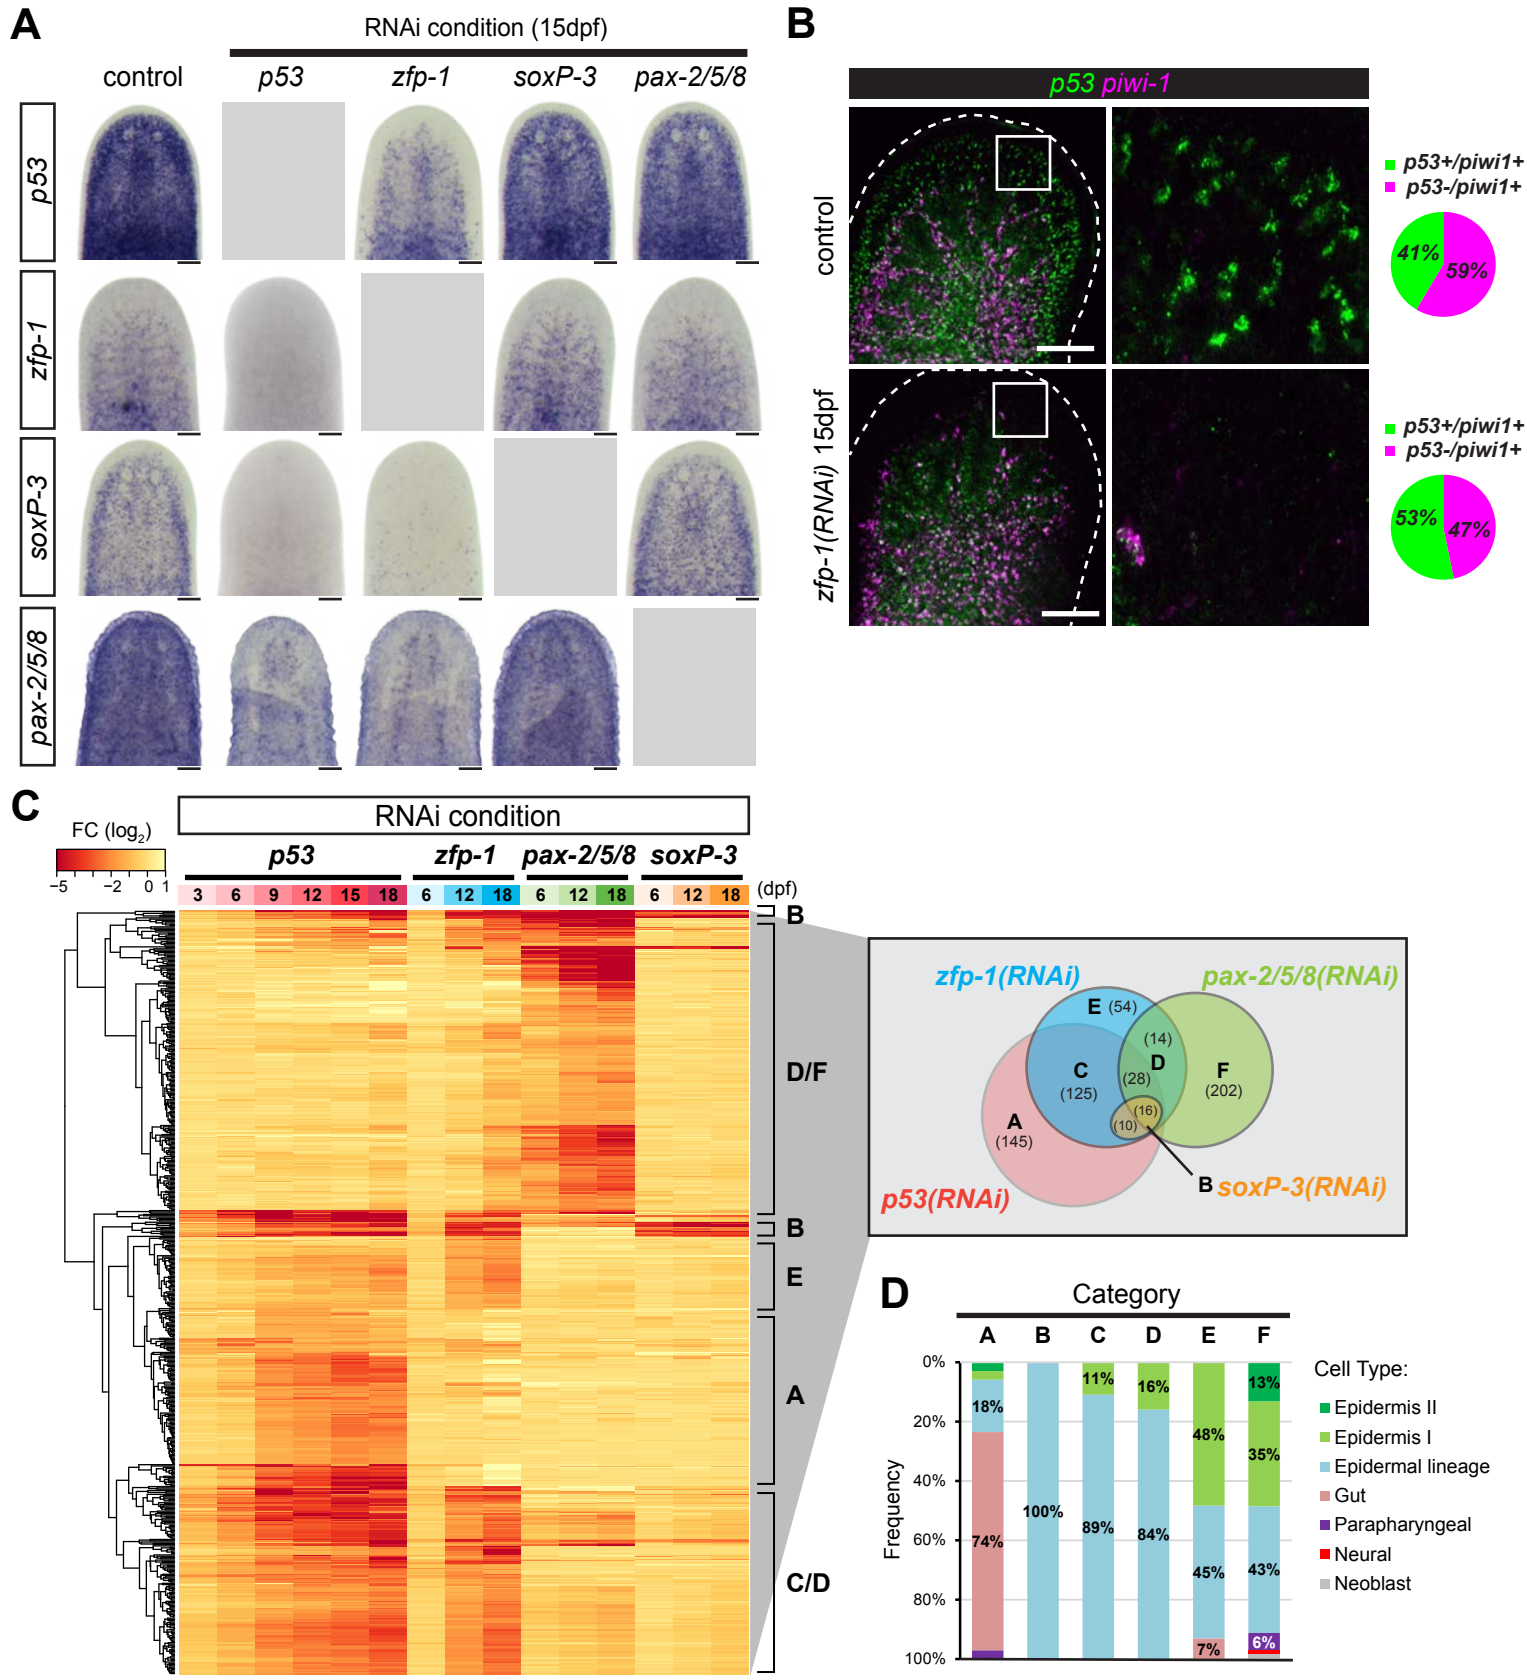 A
RNAi condition (15dpf)
control p53 zfp-1 soxP-3 pax-2/5/8
p53
zfp-1
soxP-3
pax-2/5/8
B
p53 piwi-1
control
p53+/piwi1+
p53-/piwi1+
41%
59%
zfp-1(RNAi) 15dpf
p53+/piwi1+
p53-/piwi1+
53%
47%
C
RNAi condition
FC (log2)
-5 -2 0 1
p53 zfp-1 pax-2/5/8 soxP-3
3 6 9 12 15 18 6 12 18 6 12 18 6 12 18 (dpf)
B
D/F
B
E
A
C/D
zfp-1(RNAi)
pax-2/5/8(RNAi)
E (54)
(14)
D
C
(125)
(28)
F
(202)
(16)
(10)
A
(145)
p53(RNAi)
B soxP-3(RNAi)
D
Category
A B C D E F
Frequency
0%
20%
40%
60%
80%
100%
18%
74%
100%
11%
89%
16%
84%
48%
45%
7%
13%
35%
43%
6%
Cell Type:
Epidermis II
Epidermis I
Epidermal lineage
Gut
Parapharyngeal
Neural
Neoblast